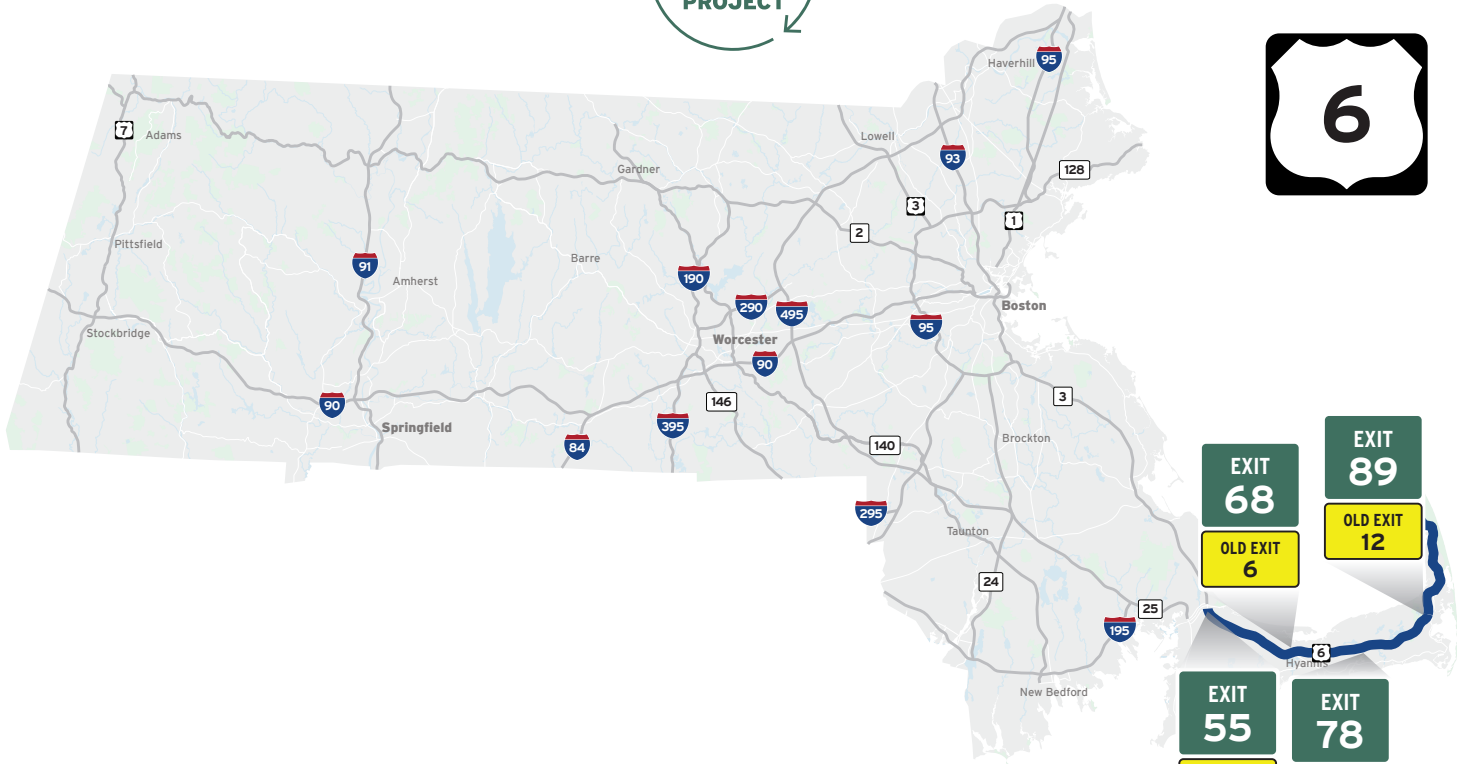 PROJECT
95
Haverhill
6
7
Adams
Lowell
93
Gardner
128
3
1
2
Pittsfield
91
Amherst
Barre
190
290
495
Boston
95
Stockbridge
Worcester
90
90
Springfield
146
3
395
84
140
Brockton
EXIT
89
EXIT
68
OLD EXIT
12
295
Taunton
OLD EXIT
6
24
25
195
6
Hyannis
New Bedford
EXIT
55
EXIT
78